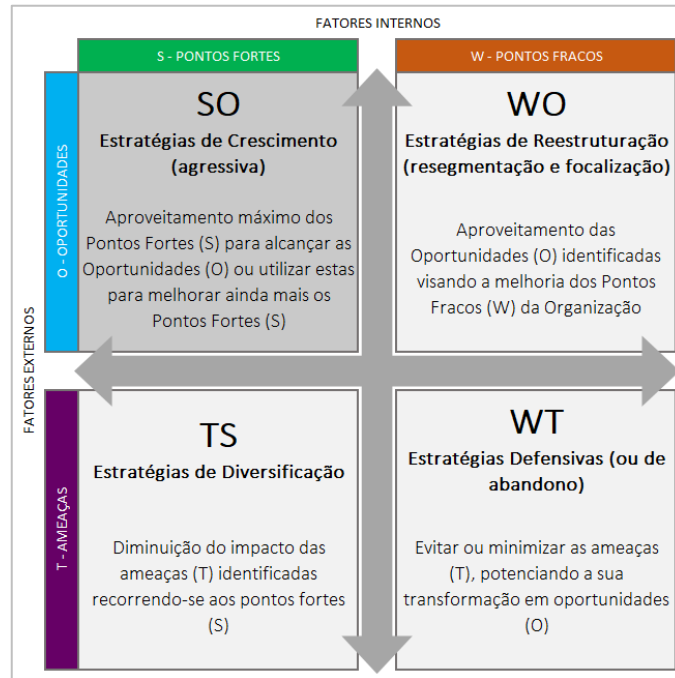 FATORES INTERNOS
S - PONTOS FORTES
W - PONTOS FRACOS
FATORES EXTERNOS
O - OPORTUNIDADES
SO
Estratégias de Crescimento
(agressiva)
Aproveitamento máximo dos
Pontos Fortes (S) para alcançar as
Oportunidades (O) ou utilizar estas
para melhorar ainda mais os
Pontos Fortes (S)
WO
Estratégias de Reestruturação
(resegmentação e focalização)
Aproveitamento das
Oportunidades (O) identificadas
visando a melhoria dos Pontos
Fracos (W) da Organização
T - AMEAÇAS
TS
Estratégias de Diversificação
Diminuição do impacto das
ameaças (T) identificadas
recorrendo-se aos pontos fortes
(S)
WT
Estratégias Defensivas (ou de
abandono)
Evitar ou minimizar as ameaças
(T), potenciando a sua
transformação em oportunidades
(O)